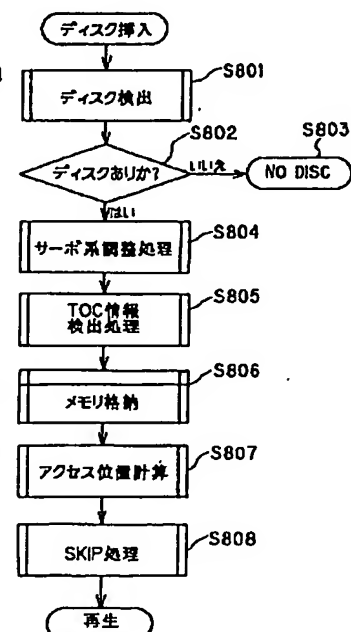 ディスク挿入
S801
ディスク検出
S802
S803
ディスクありか?
いいえ
NO DISC
はい
S804
サーボ系調整処理
S805
TOC情報
検出処理
S806
メモリ格納
S807
アクセス位置計算
S808
SKIP処理
再生